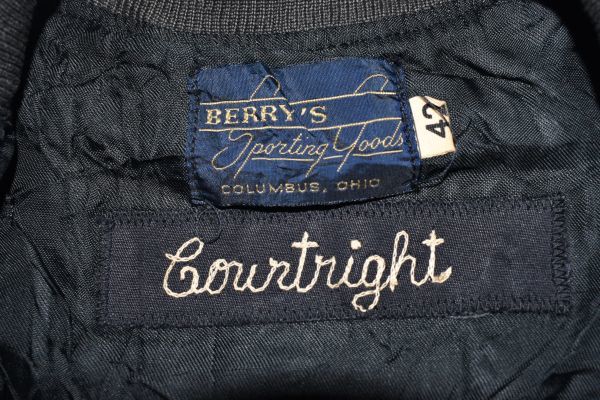 BERRY'S
Sporting Goods
COLUMBUS, OHIO
42
Courtright